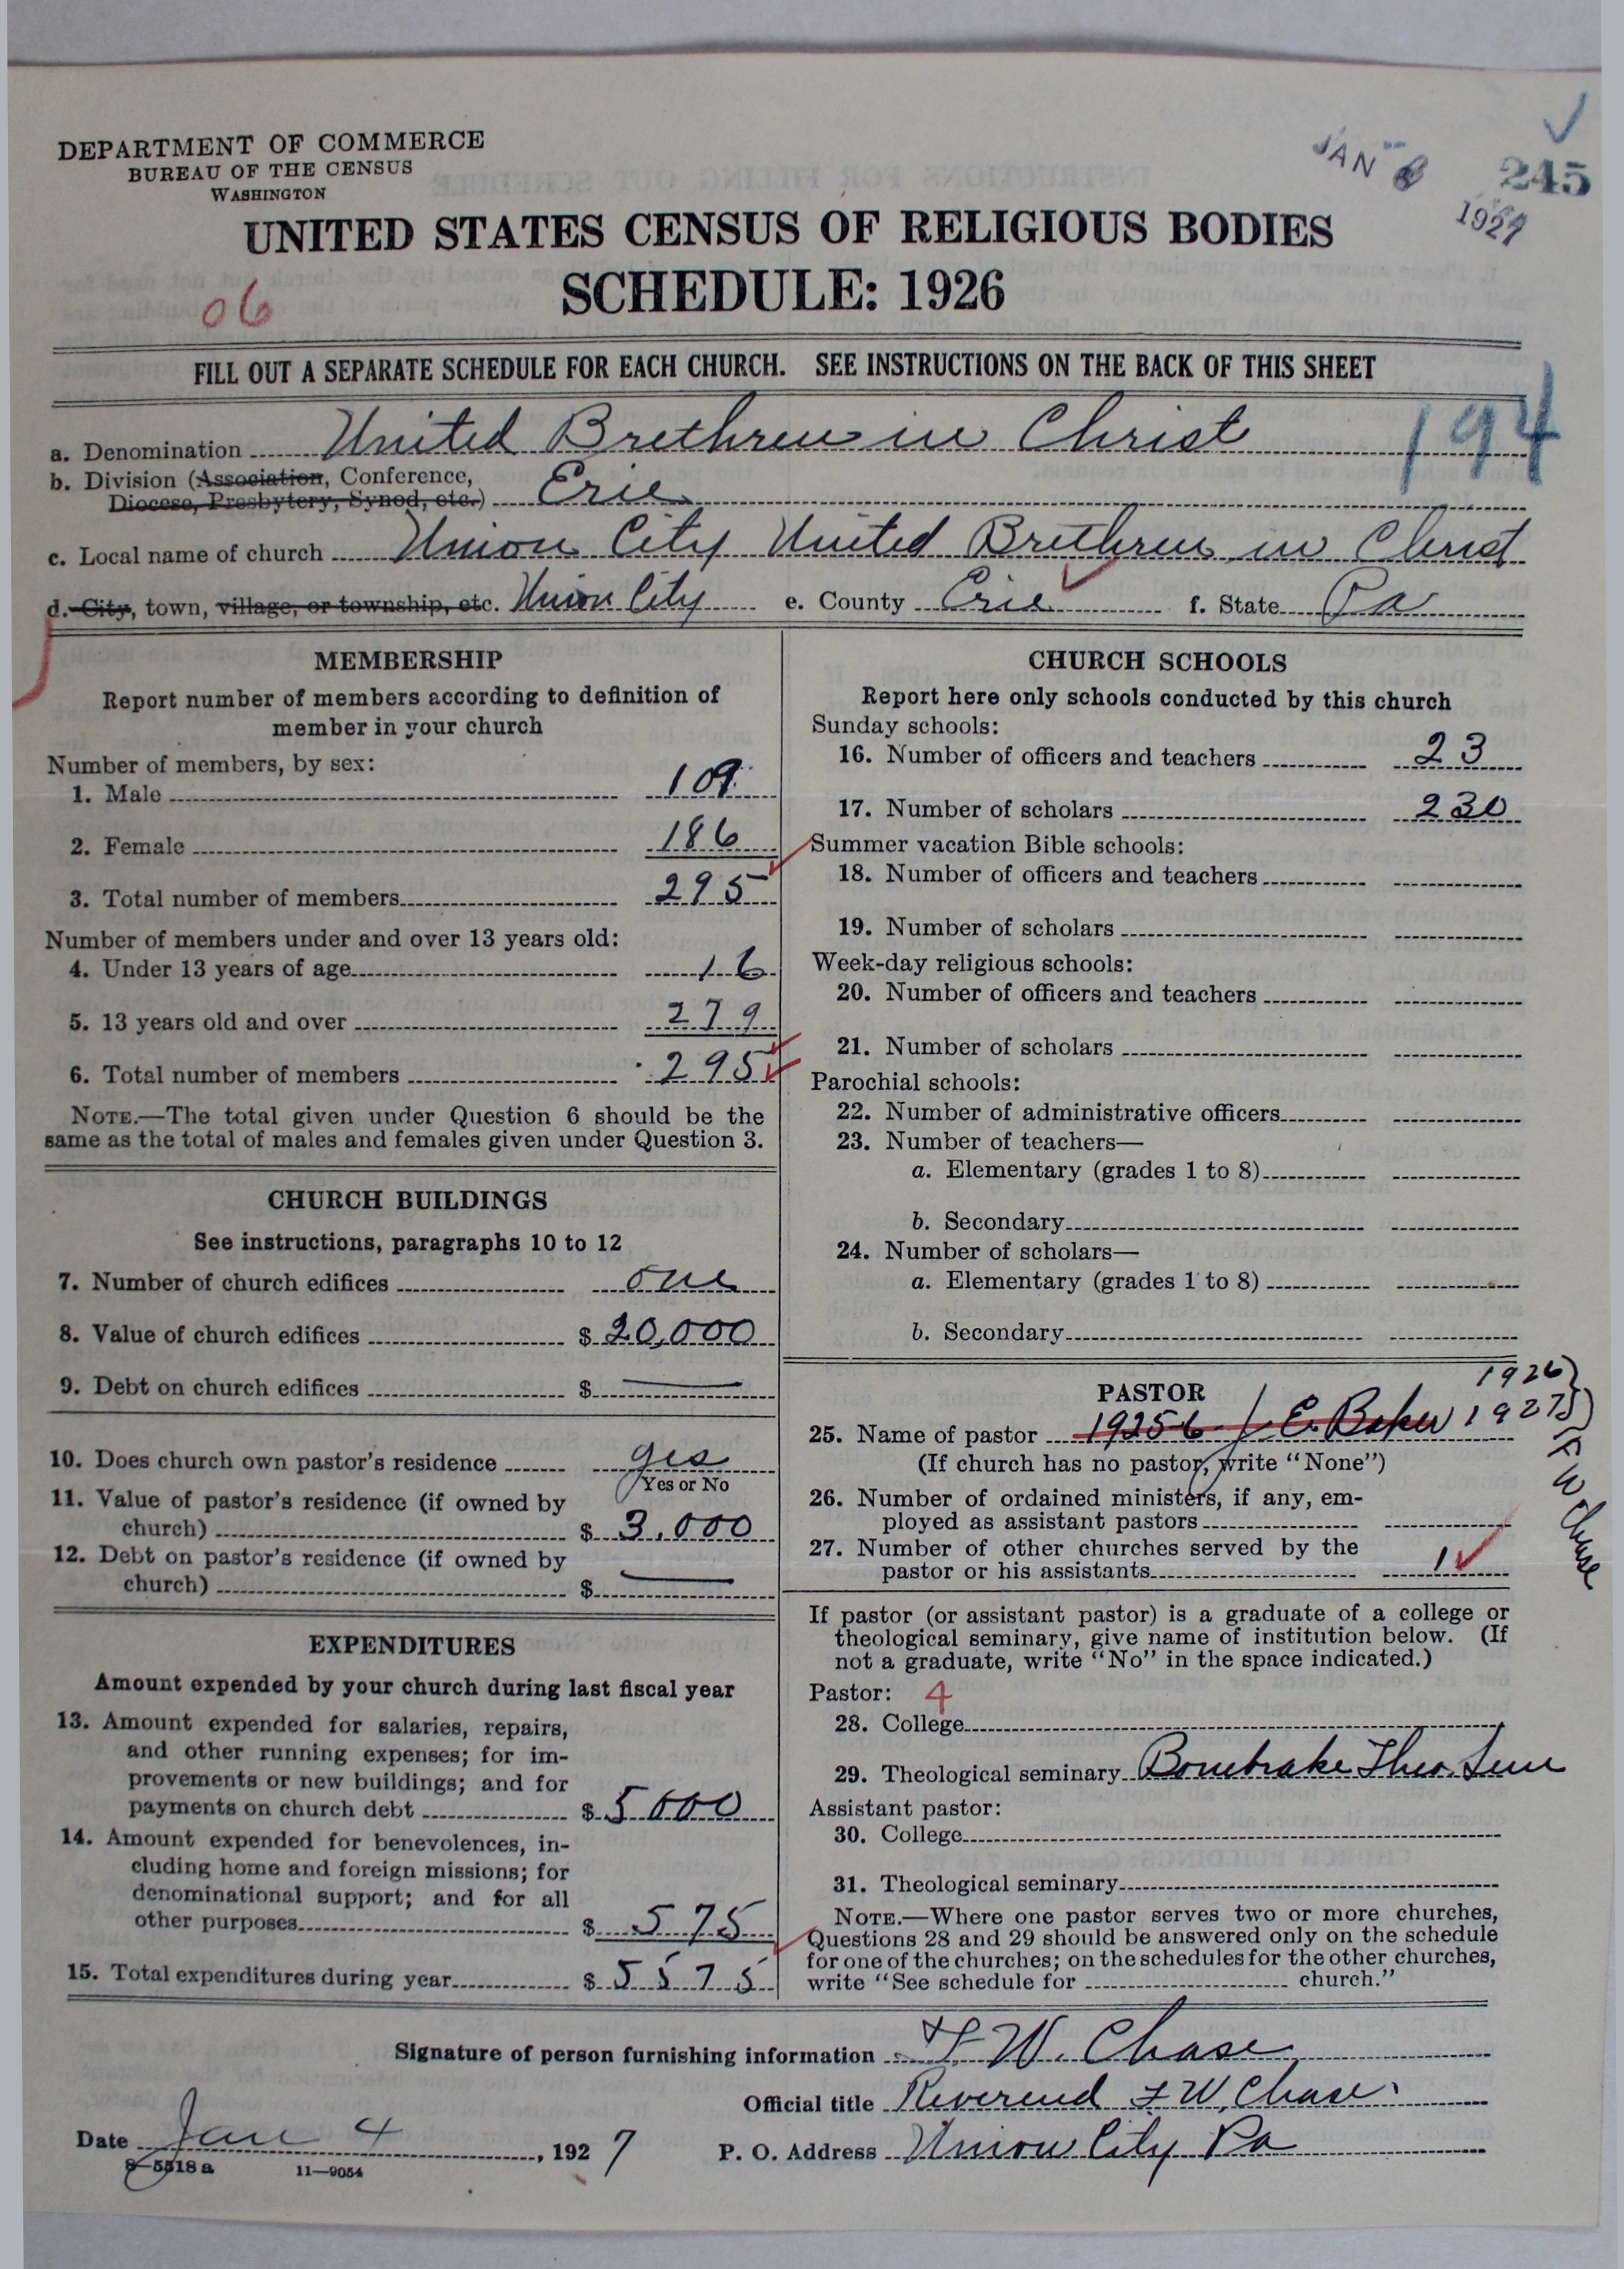 DEPARTMENT OF COMMERCE
BUREAU OF THE CENSUS
WASHINGTON
JAN
1927
245
UNITED STATES CENSUS OF RELIGIOUS BODIES
SCHEDULE: 1926
06
FILL OUT A SEPARATE SCHEDULE FOR EACH CHURCH. SEE INSTRUCTIONS ON THE BACK OF THIS SHEET
194
a. Denomination United Brethren in Christ
b. Division (Association, Conference,
Diocese, Presbytery, Synod, etc.) Erie
c. Local name of church Union City United Brethren in Christ
d. City, town, village, or township, etc. Union City e. County Erie f. State Pa
MEMBERSHIP
Report number of members according to definition of
member in your church
Number of members, by sex:
1. Male 109
2. Female 186
3. Total number of members 295
Number of members under and over 13 years old:
4. Under 13 years of age 16
5. 13 years old and over 279
6. Total number of members 295
NOTE.—The total given under Question 6 should be the
same as the total of males and females given under Question 3.
CHURCH BUILDINGS
See instructions, paragraphs 10 to 12
7. Number of church edifices one
8. Value of church edifices $ 20,000
9. Debt on church edifices $ —
10. Does church own pastor's residence yes
Yes or No
11. Value of pastor's residence (if owned by
church) $ 3,000
12. Debt on pastor's residence (if owned by
church) $ —
EXPENDITURES
Amount expended by your church during last fiscal year
13. Amount expended for salaries, repairs,
and other running expenses; for im-
provements or new buildings; and for
payments on church debt $ 5000
14. Amount expended for benevolences, in-
cluding home and foreign missions; for
denominational support; and for all
other purposes $ 575
15. Total expenditures during year $ 5575
CHURCH SCHOOLS
Report here only schools conducted by this church
Sunday schools:
16. Number of officers and teachers 23
17. Number of scholars 230
Summer vacation Bible schools:
18. Number of officers and teachers
19. Number of scholars
Week-day religious schools:
20. Number of officers and teachers
21. Number of scholars
Parochial schools:
22. Number of administrative officers
23. Number of teachers—
a. Elementary (grades 1 to 8)
b. Secondary
24. Number of scholars—
a. Elementary (grades 1 to 8)
b. Secondary
PASTOR
1926
25. Name of pastor 19256 J E. Baker 1927
F W Chase
(If church has no pastor, write "None")
26. Number of ordained ministers, if any, em-
ployed as assistant pastors
27. Number of other churches served by the
pastor or his assistants 1
If pastor (or assistant pastor) is a graduate of a college or
theological seminary, give name of institution below. (If
not a graduate, write "No" in the space indicated.)
Pastor: 4
28. College
29. Theological seminary Bonebrake Theo. Sem
Assistant pastor:
30. College
31. Theological seminary
NOTE.—Where one pastor serves two or more churches,
Questions 28 and 29 should be answered only on the schedule
for one of the churches; on the schedules for the other churches,
write "See schedule for church."
Signature of person furnishing information F. W. Chase
Official title Reverend F W. Chase.
Date Jan 4, 1927 P. O. Address Union City Pa
8—5518 a 11—9054